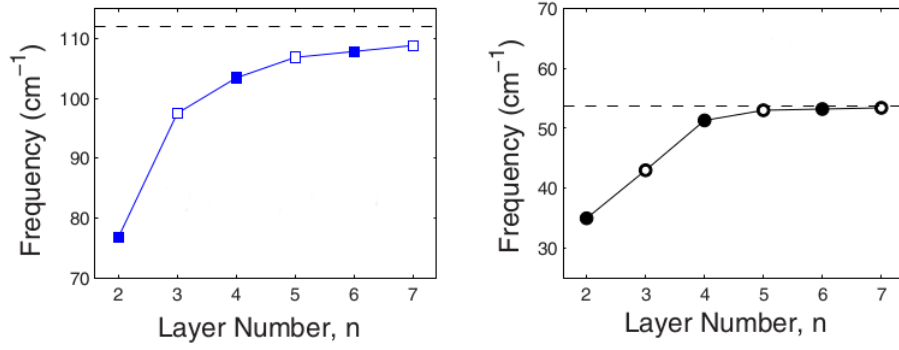 Frequency (cm⁻¹)
110
100
90
80
70
2 3 4 5 6 7
Layer Number, n
Frequency (cm⁻¹)
70
60
50
40
30
2 3 4 5 6 7
Layer Number, n